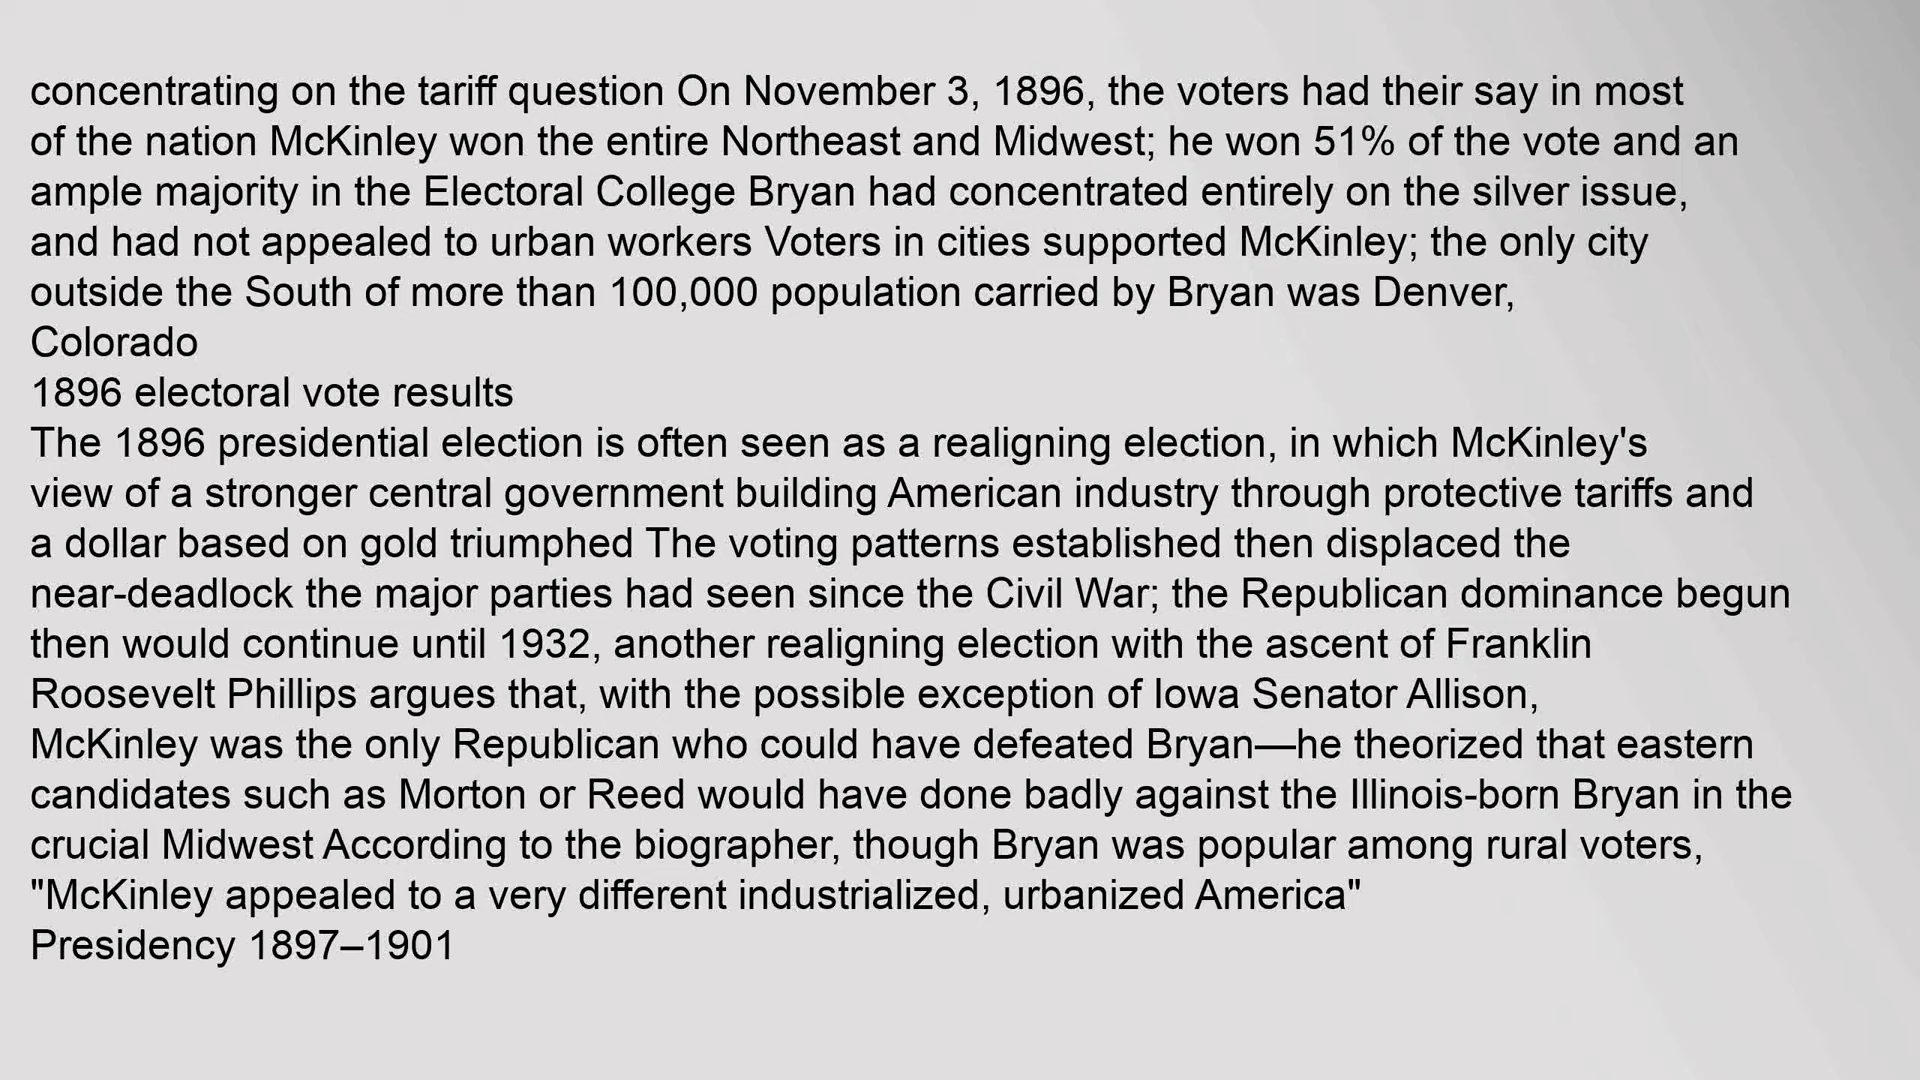 concentrating on the tariff question On November 3, 1896, the voters had their say in most
of the nation McKinley won the entire Northeast and Midwest; he won 51% of the vote and an
ample majority in the Electoral College Bryan had concentrated entirely on the silver issue,
and had not appealed to urban workers Voters in cities supported McKinley; the only city
outside the South of more than 100,000 population carried by Bryan was Denver,
Colorado
1896 electoral vote results
The 1896 presidential election is often seen as a realigning election, in which McKinley's
view of a stronger central government building American industry through protective tariffs and
a dollar based on gold triumphed The voting patterns established then displaced the
near-deadlock the major parties had seen since the Civil War; the Republican dominance begun
then would continue until 1932, another realigning election with the ascent of Franklin
Roosevelt Phillips argues that, with the possible exception of Iowa Senator Allison,
McKinley was the only Republican who could have defeated Bryan—he theorized that eastern
candidates such as Morton or Reed would have done badly against the Illinois-born Bryan in the
crucial Midwest According to the biographer, though Bryan was popular among rural voters,
"McKinley appealed to a very different industrialized, urbanized America"
Presidency 1897–1901